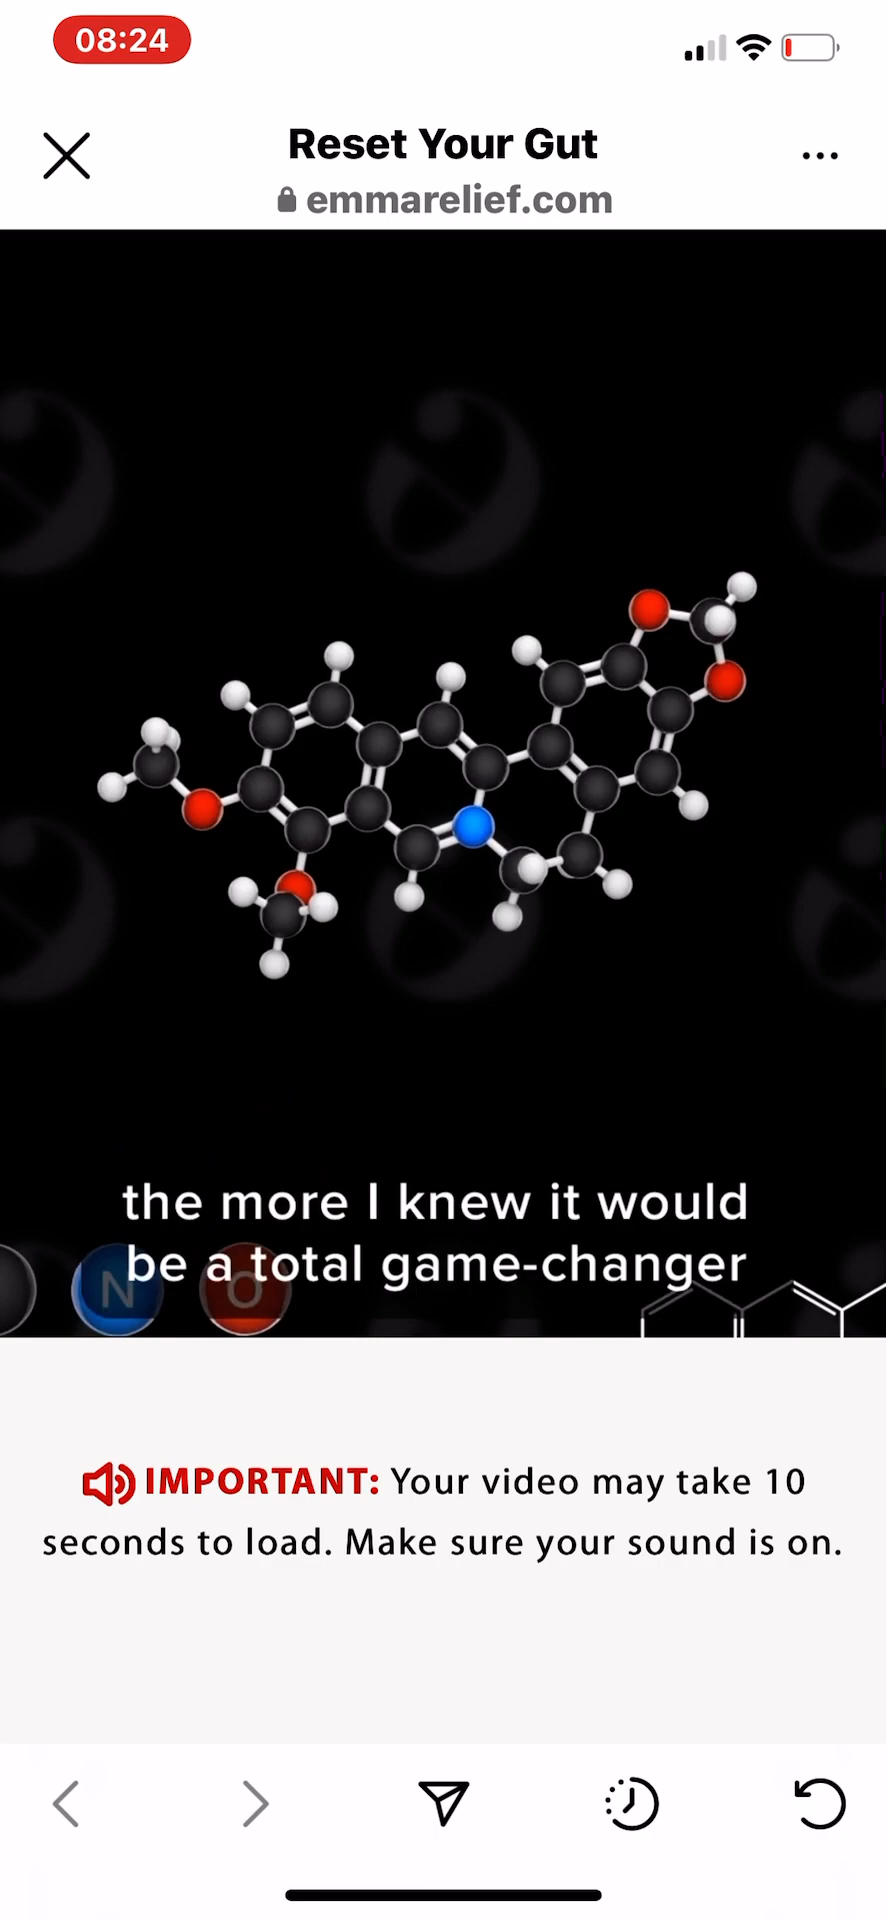 08:24
Reset Your Gut
emmarelief.com
the more I knew it would
be a total game-changer
N O
IMPORTANT: Your video may take 10
seconds to load. Make sure your sound is on.